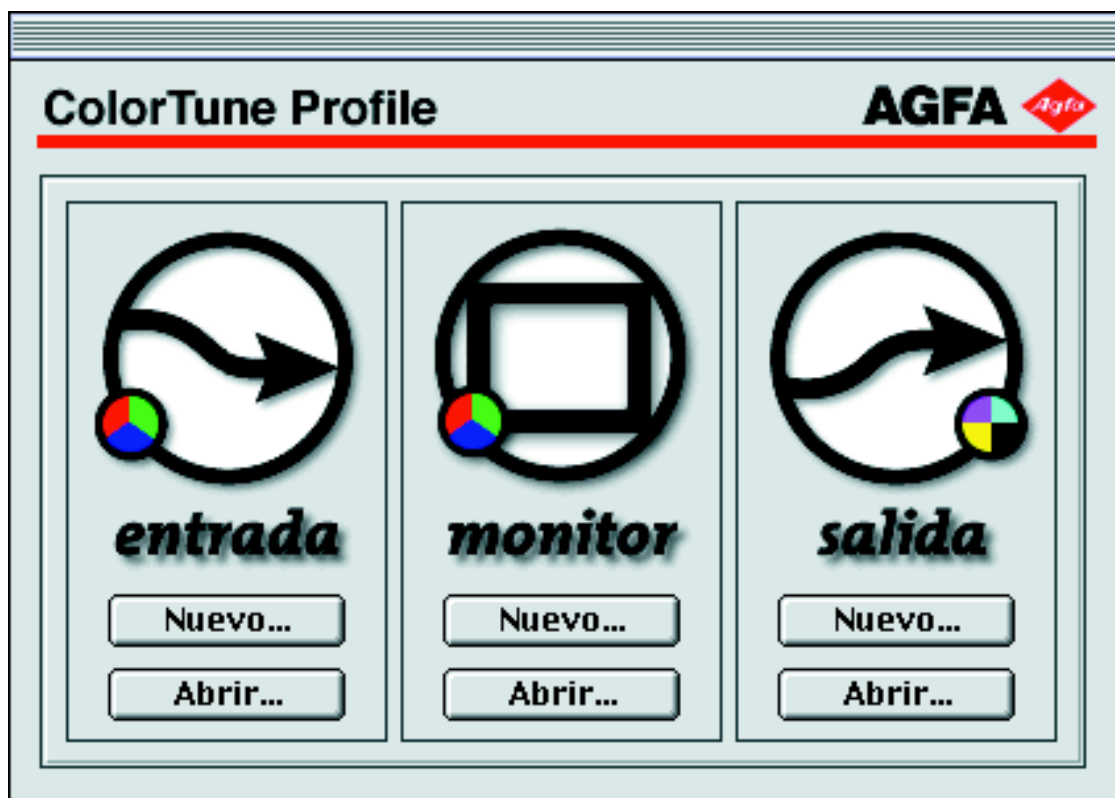 ColorTune Profile
AGFA Agfa
entrada
Nuevo...
Abrir...
monitor
Nuevo...
Abrir...
salida
Nuevo...
Abrir...